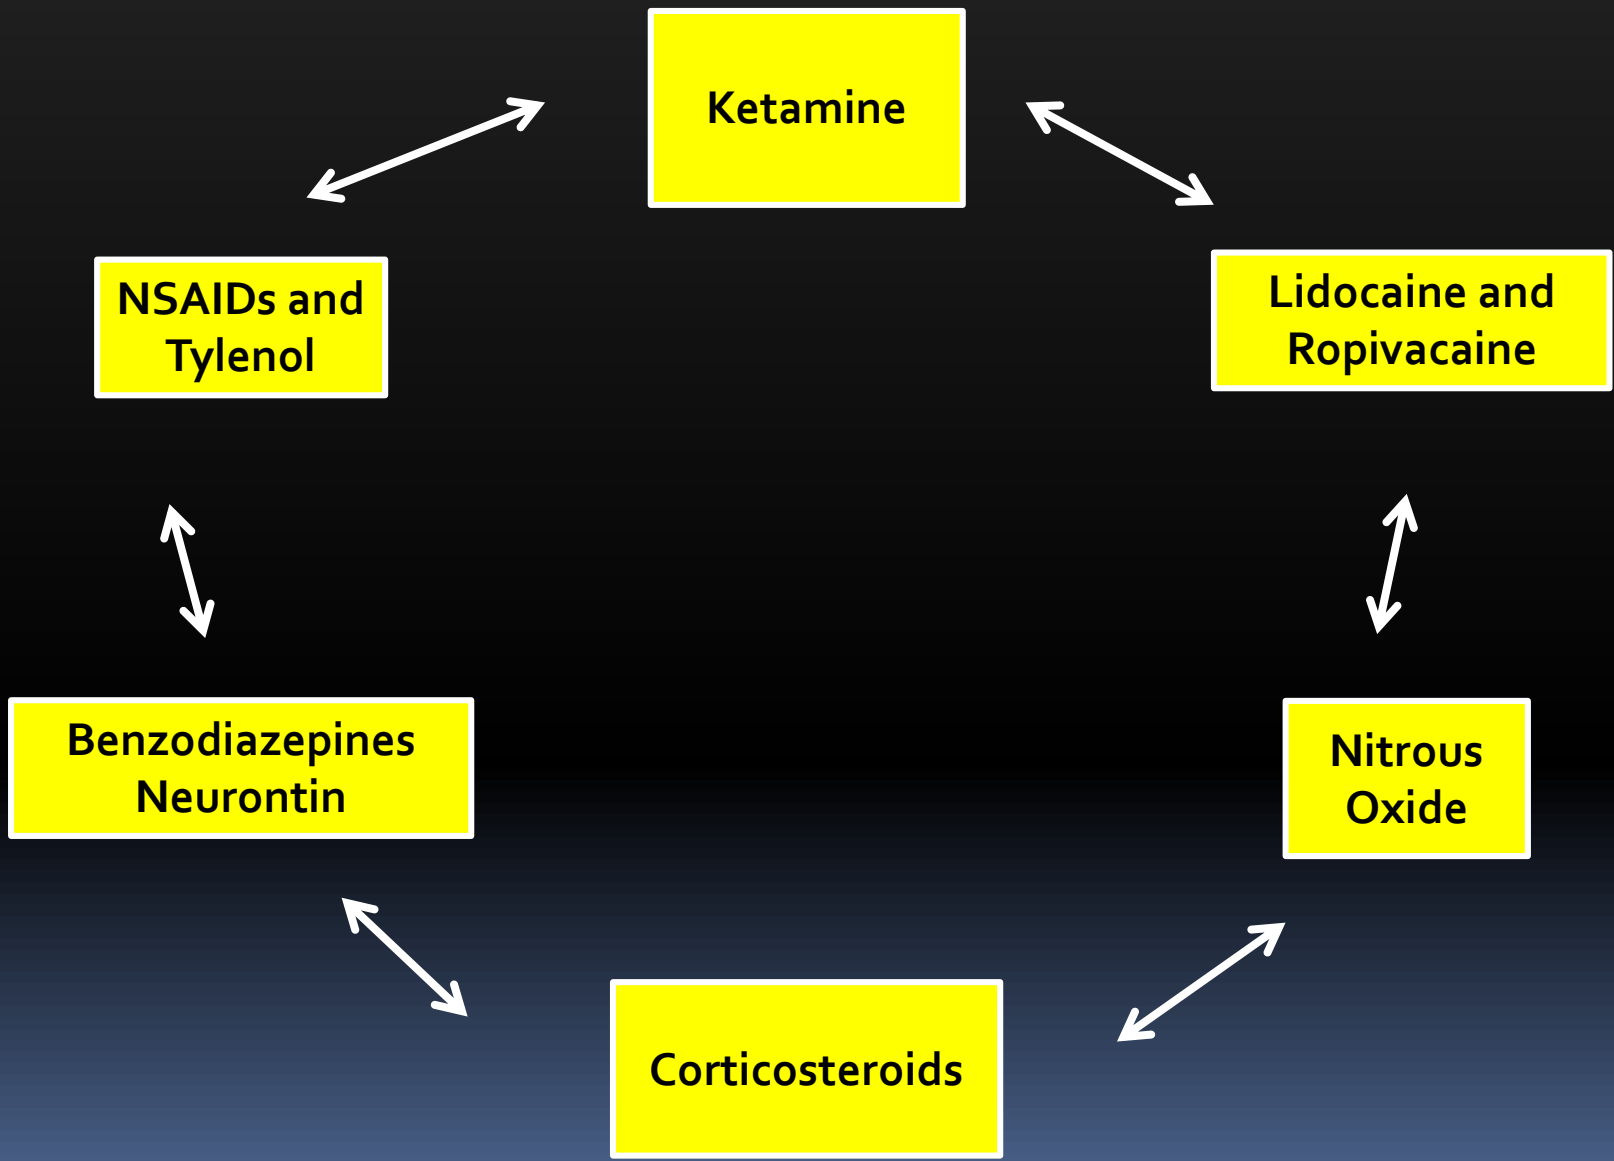 Ketamine
NSAIDs and
Tylenol
Lidocaine and
Ropivacaine
Benzodiazepines
Neurontin
Nitrous
Oxide
Corticosteroids